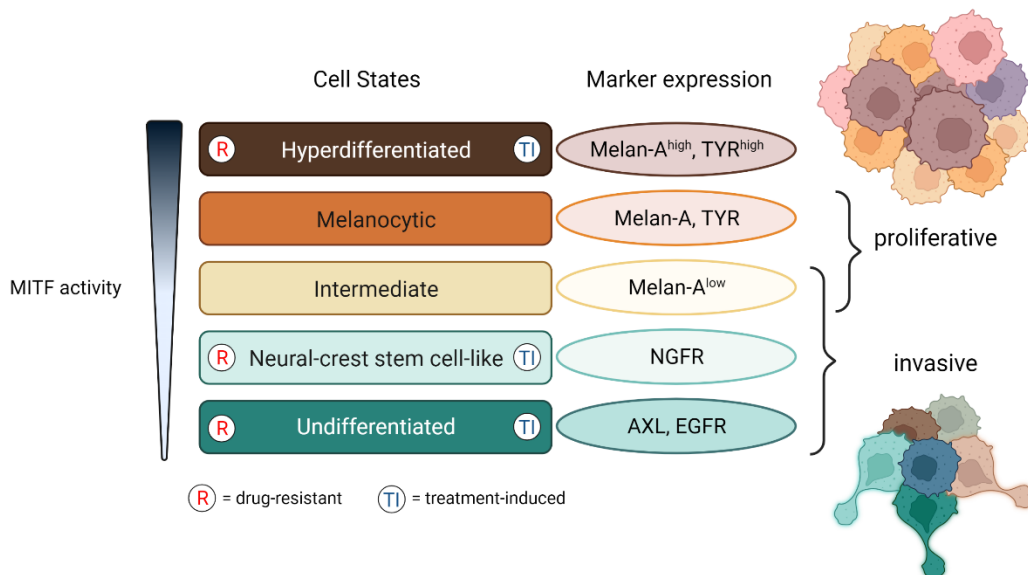 Cell States
Marker expression
R Hyperdifferentiated TI
Melan-Aʰⁱᵍʰ, TYRʰⁱᵍʰ
Melanocytic
Melan-A, TYR
proliferative
MITF activity
Intermediate
Melan-Aˡᵒʷ
R Neural-crest stem cell-like TI
NGFR
invasive
R Undifferentiated TI
AXL, EGFR
R = drug-resistant
TI = treatment-induced